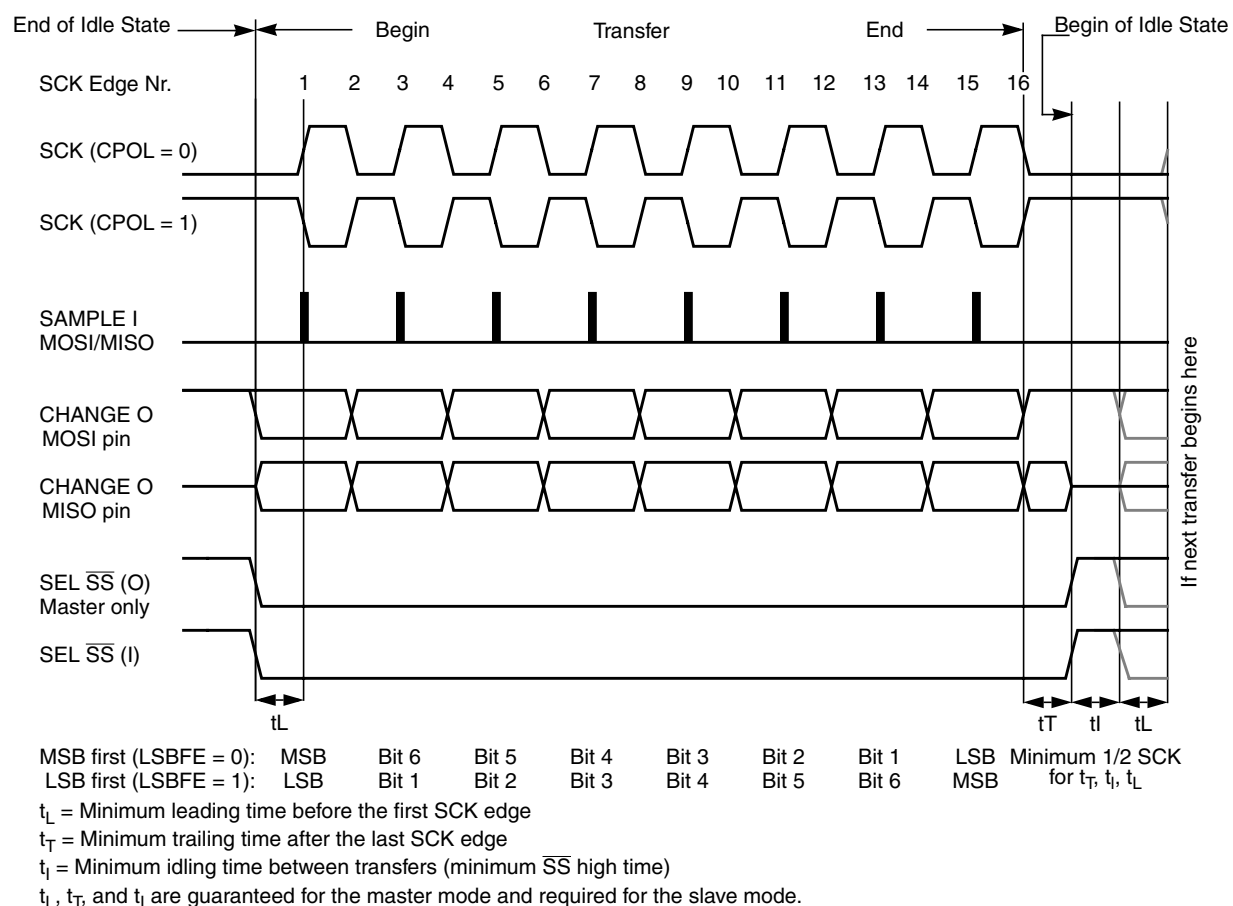 End of Idle State
Begin
Transfer
End
Begin of Idle State
SCK Edge Nr.
1 2 3 4 5 6 7 8 9 10 11 12 13 14 15 16
SCK (CPOL = 0)
SCK (CPOL = 1)
SAMPLE I
MOSI/MISO
CHANGE O
MOSI pin
CHANGE O
MISO pin
SEL SS (O)
Master only
SEL SS (I)
If next transfer begins here
tL
tT tI tL
MSB first (LSBFE = 0): MSB Bit 6 Bit 5 Bit 4 Bit 3 Bit 2 Bit 1 LSB Minimum 1/2 SCK
LSB first (LSBFE = 1): LSB Bit 1 Bit 2 Bit 3 Bit 4 Bit 5 Bit 6 MSB for tT, tl, tL
tL = Minimum leading time before the first SCK edge
tT = Minimum trailing time after the last SCK edge
tI = Minimum idling time between transfers (minimum SS high time)
tL, tT, and tI are guaranteed for the master mode and required for the slave mode.